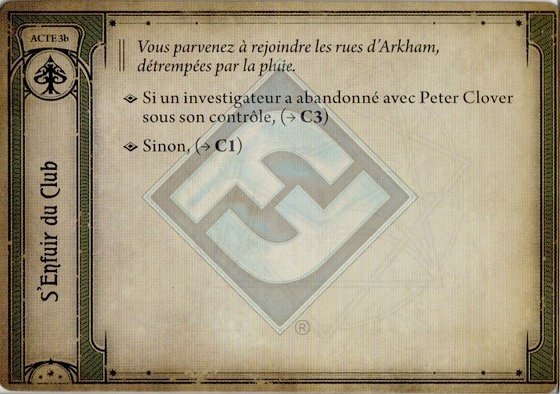 ACTE 3b
S'Enfuir du Club
Vous parvenez à rejoindre les rues d'Arkham,
détrempées par la pluie.
Si un investigateur a abandonné avec Peter Clover
sous son contrôle, (→ C3)
Sinon, (→ C1)
®